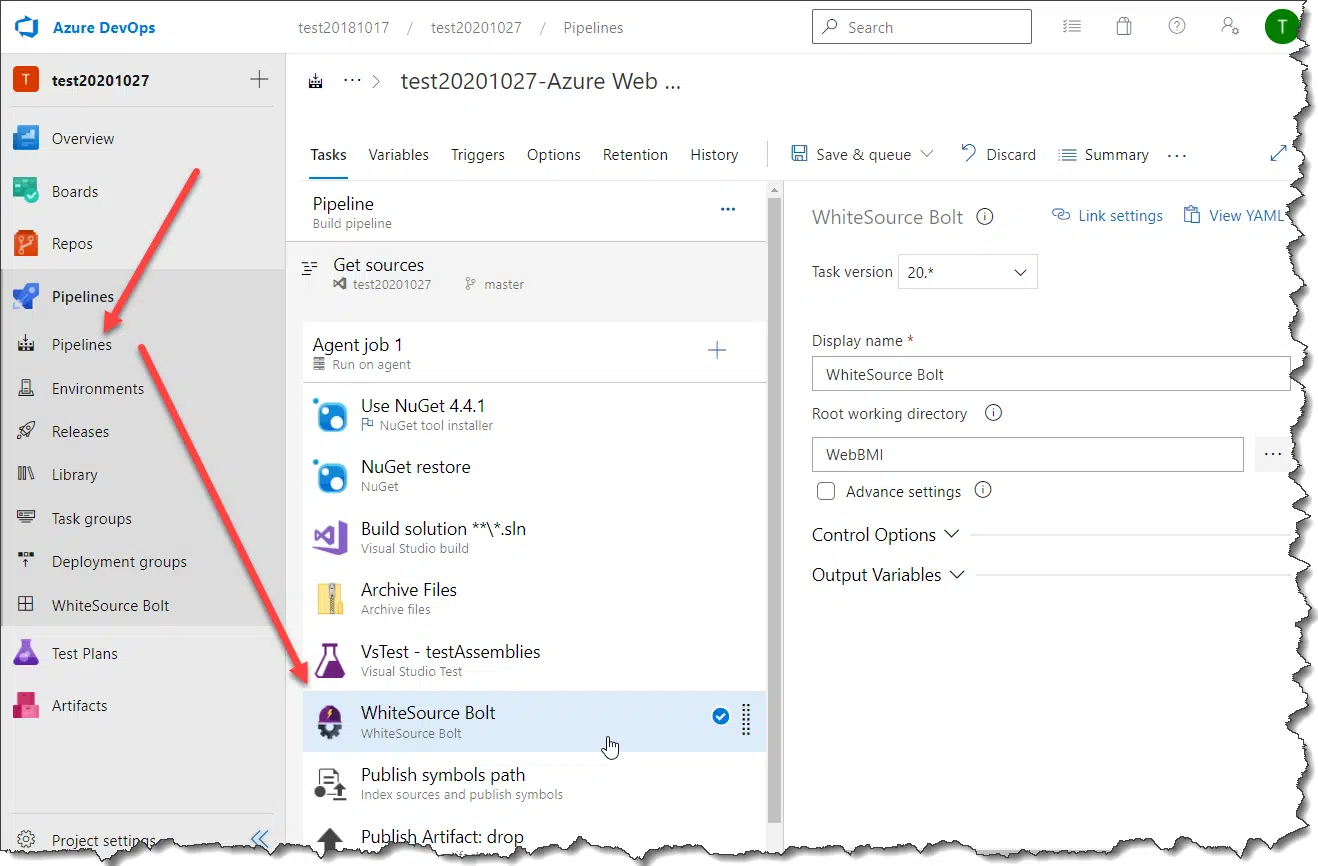 Azure DevOps
test20181017 / test20201027 / Pipelines
Search
T
T
test20201027
Overview
Boards
Repos
Pipelines
Pipelines
Environments
Releases
Library
Task groups
Deployment groups
WhiteSource Bolt
Test Plans
Artifacts
Project settings
··· > test20201027-Azure Web ...
Tasks Variables Triggers Options Retention History
Save & queue Discard Summary ...
Pipeline
Build pipeline
...
Get sources
test20201027 master
Agent job 1
Run on agent
Use NuGet 4.4.1
NuGet tool installer
NuGet restore
NuGet
Build solution **\*.sln
Visual Studio build
Archive Files
Archive files
VsTest - testAssemblies
Visual Studio Test
WhiteSource Bolt
WhiteSource Bolt
Publish symbols path
Index sources and publish symbols
Publish Artifact: drop
WhiteSource Bolt
Link settings
View YAML
Task version 20.*
Display name *
WhiteSource Bolt
Root working directory
WebBMI
...
Advance settings
Control Options
Output Variables